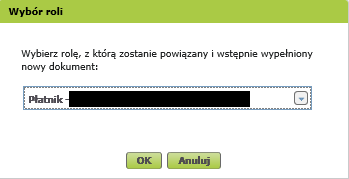 Wybór roli
Wybierz rolę, z którą zostanie powiązany i wstępnie wypełniony
nowy dokument:
Płatnik -
OK
Anuluj